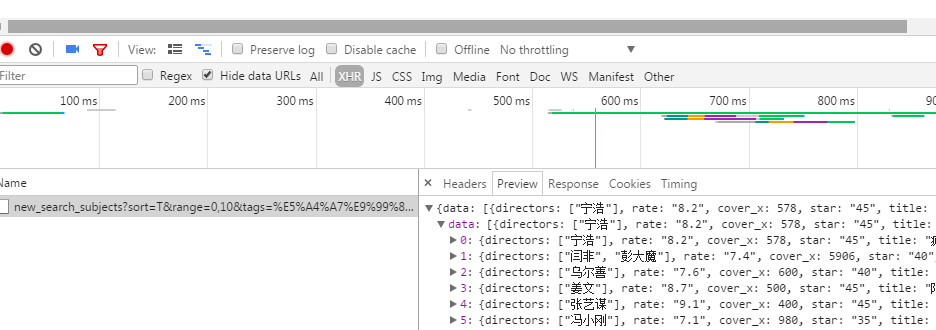 View: Preserve log Disable cache Offline No throttling
Filter Regex Hide data URLs All XHR JS CSS Img Media Font Doc WS Manifest Other
100 ms 200 ms 300 ms 400 ms 500 ms 600 ms 700 ms 800 ms 90
Name
× Headers Preview Response Cookies Timing
new_search_subjects?sort=T&range=0,10&tags=%E5%A4%A7%E9%99%8...
▼{data: [{directors: ["宁浩"], rate: "8.2", cover_x: 578, star: "45", title:
▼data: [{directors: ["宁浩"], rate: "8.2", cover_x: 578, star: "45", title:
▶0: {directors: ["宁浩"], rate: "8.2", cover_x: 578, star: "45", title: "疯
▶1: {directors: ["闫非", "彭大魔"], rate: "7.4", cover_x: 5906, star: "40"
▶2: {directors: ["乌尔善"], rate: "7.6", cover_x: 600, star: "40", title:
▶3: {directors: ["姜文"], rate: "8.7", cover_x: 500, star: "45", title: "阳
▶4: {directors: ["张艺谋"], rate: "9.1", cover_x: 400, star: "45", title:
▶5: {directors: ["冯小刚"], rate: "7.1", cover_x: 980, star: "35", title: